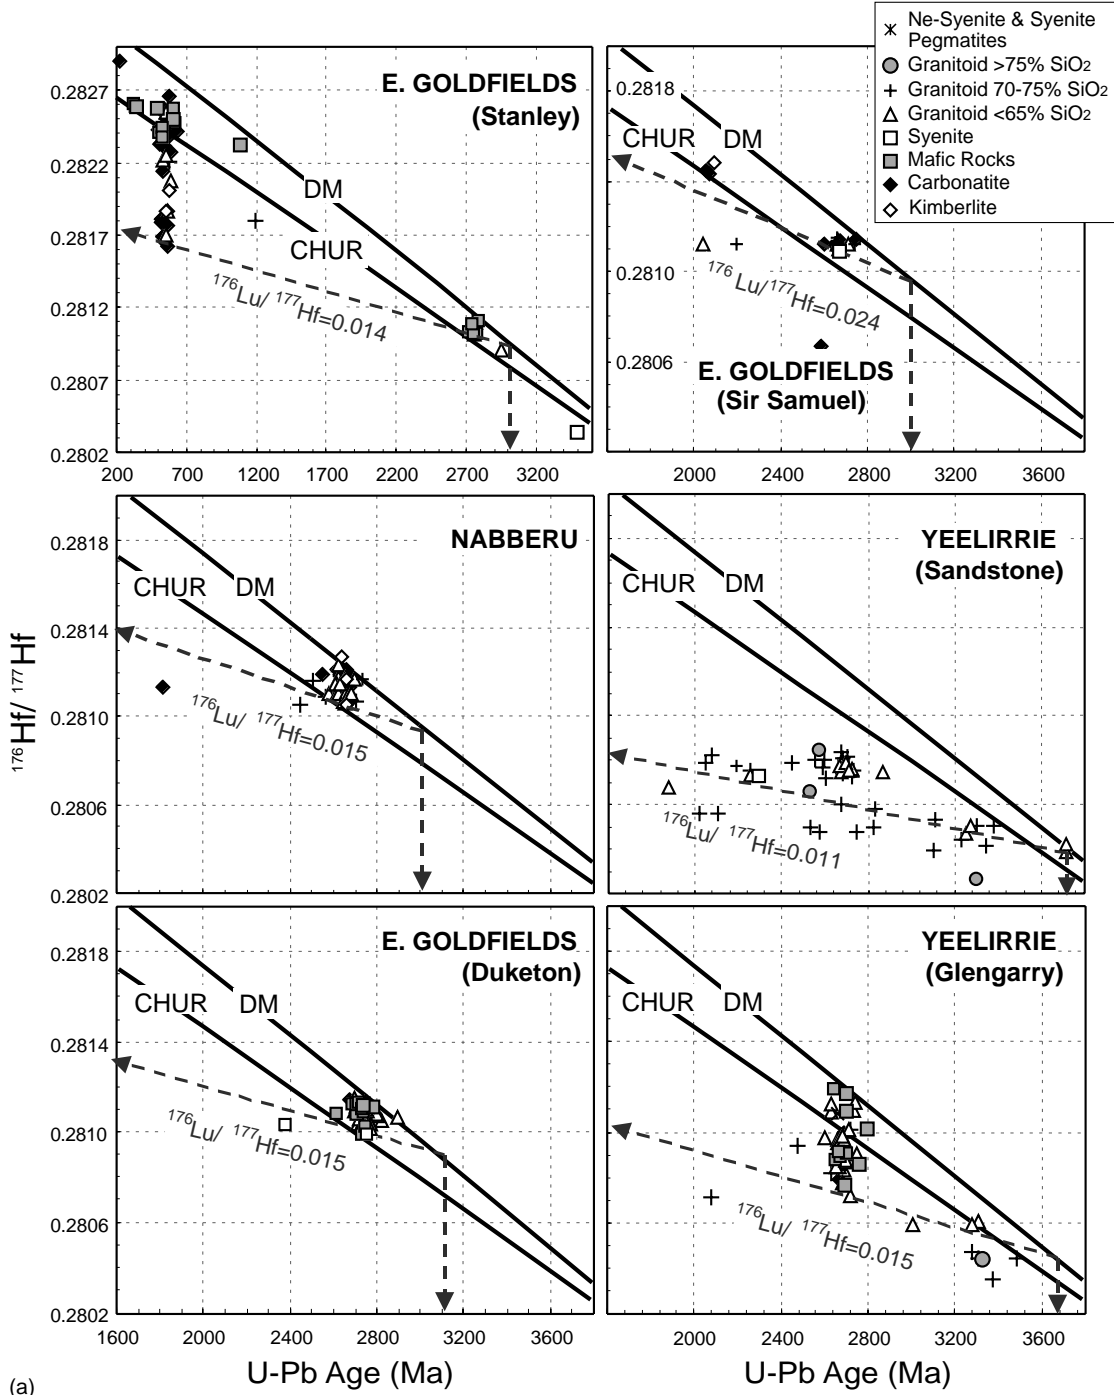 Ne-Syenite & Syenite
Pegmatites
Granitoid >75% SiO2
Granitoid 70-75% SiO2
Granitoid <65% SiO2
Syenite
Mafic Rocks
Carbonatite
Kimberlite
E. GOLDFIELDS
(Stanley)
DM
CHUR
176Lu/ 177Hf=0.014
0.2827
0.2822
0.2817
0.2812
0.2807
0.2802
200 700 1200 1700 2200 2700 3200
0.2818
CHUR
DM
0.2810
176Lu/ 177Hf=0.024
0.2806
E. GOLDFIELDS
(Sir Samuel)
2000 2400 2800 3200 3600
NABBERU
CHUR
DM
176Lu/ 177Hf=0.015
0.2818
0.2814
0.2810
0.2806
0.2802
YEELIRRIE
(Sandstone)
CHUR
DM
176Lu/ 177Hf=0.011
176Hf/ 177Hf
E. GOLDFIELDS
(Duketon)
CHUR
DM
176Lu/ 177Hf=0.015
0.2818
0.2814
0.2810
0.2806
0.2802
1600 2000 2400 2800 3200 3600
U-Pb Age (Ma)
YEELIRRIE
(Glengarry)
CHUR
DM
176Lu/ 177Hf=0.015
2000 2400 2800 3200 3600
U-Pb Age (Ma)
(a)